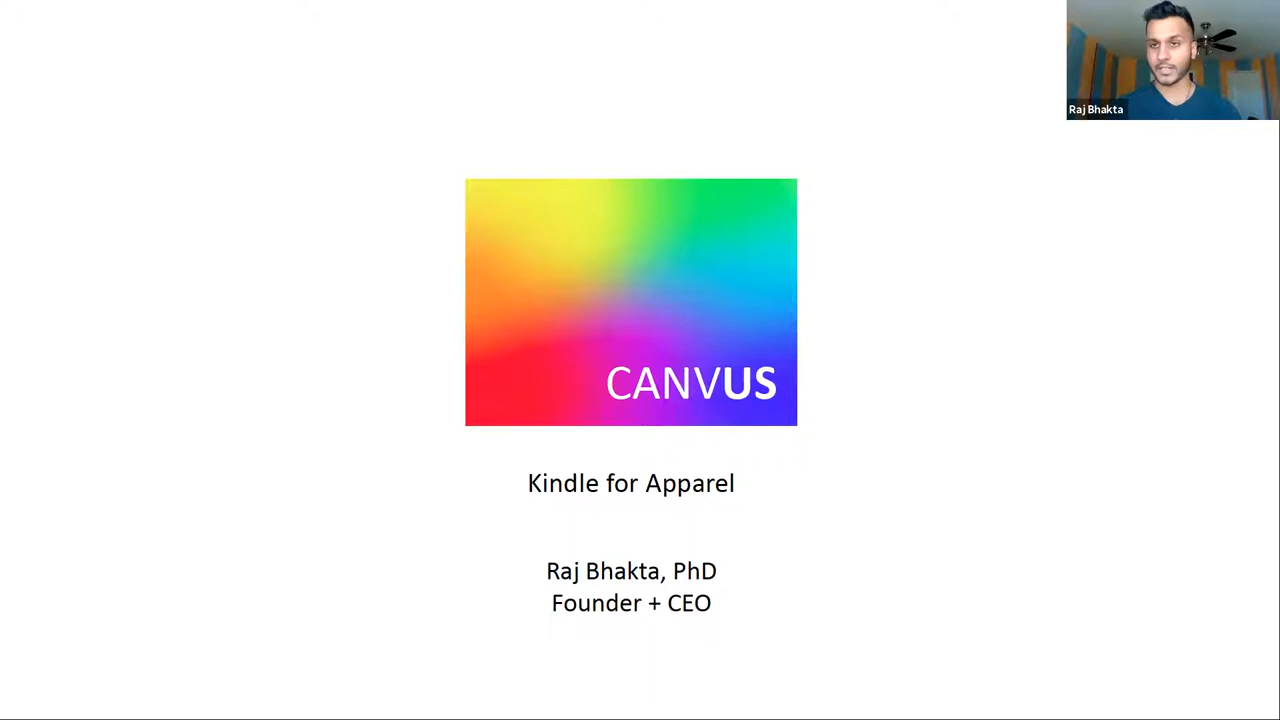 Raj Bhakta
CANVUS
Kindle for Apparel
Raj Bhakta, PhD
Founder + CEO